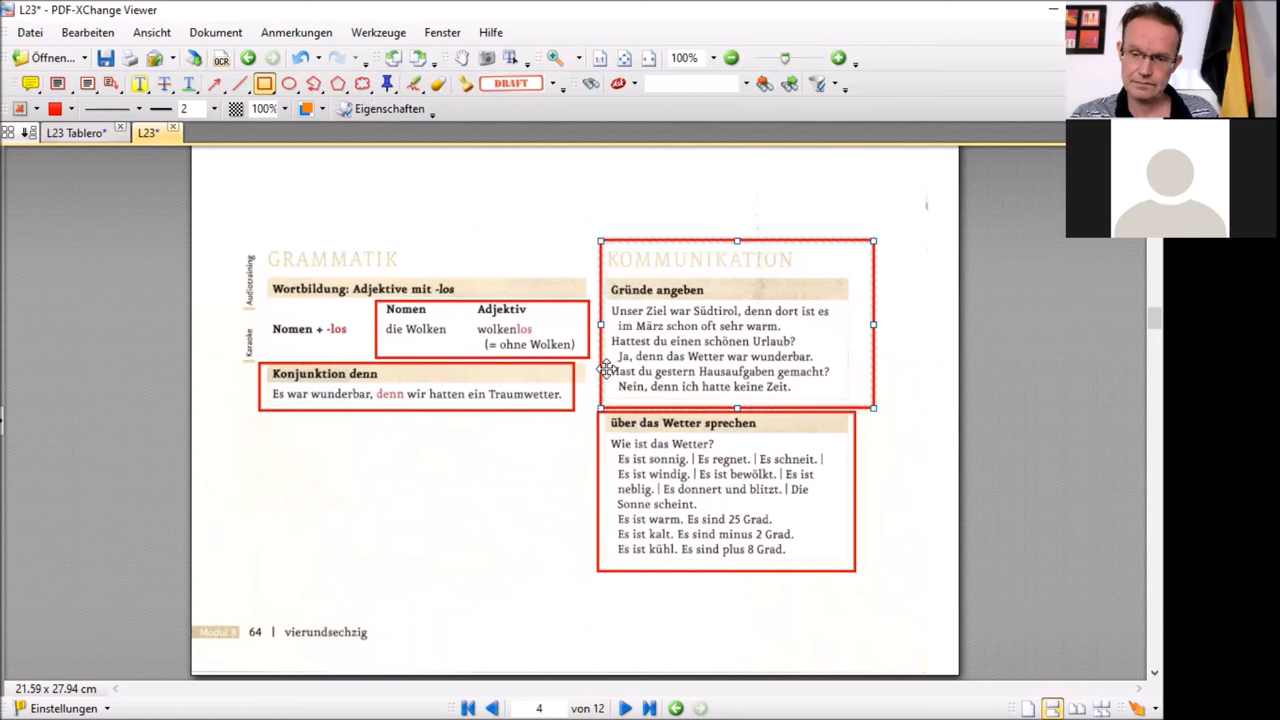 L23* - PDF-XChange Viewer
Datei Bearbeiten Ansicht Dokument Anmerkungen Werkzeuge Fenster Hilfe
Öffnen... OCR 100%
DRAFT
2 100% Eigenschaften
L23 Tablero* L23*
GRAMMATIK
Audiotraining
Karaoke
Wortbildung: Adjektive mit -los
Nomen Adjektiv
Nomen + -los die Wolken wolkenlos
(= ohne Wolken)
Konjunktion denn
Es war wunderbar, denn wir hatten ein Traumwetter.
KOMMUNIKATION
Gründe angeben
Unser Ziel war Südtirol, denn dort ist es
im März schon oft sehr warm.
Hattest du einen schönen Urlaub?
Ja, denn das Wetter war wunderbar.
Hast du gestern Hausaufgaben gemacht?
Nein, denn ich hatte keine Zeit.
über das Wetter sprechen
Wie ist das Wetter?
Es ist sonnig. | Es regnet. | Es schneit. |
Es ist windig. | Es ist bewölkt. | Es ist
neblig. | Es donnert und blitzt. | Die
Sonne scheint.
Es ist warm. Es sind 25 Grad.
Es ist kalt. Es sind minus 2 Grad.
Es ist kühl. Es sind plus 8 Grad.
Modul 8 64 | vierundsechzig
21.59 x 27.94 cm
Einstellungen 4 von 12